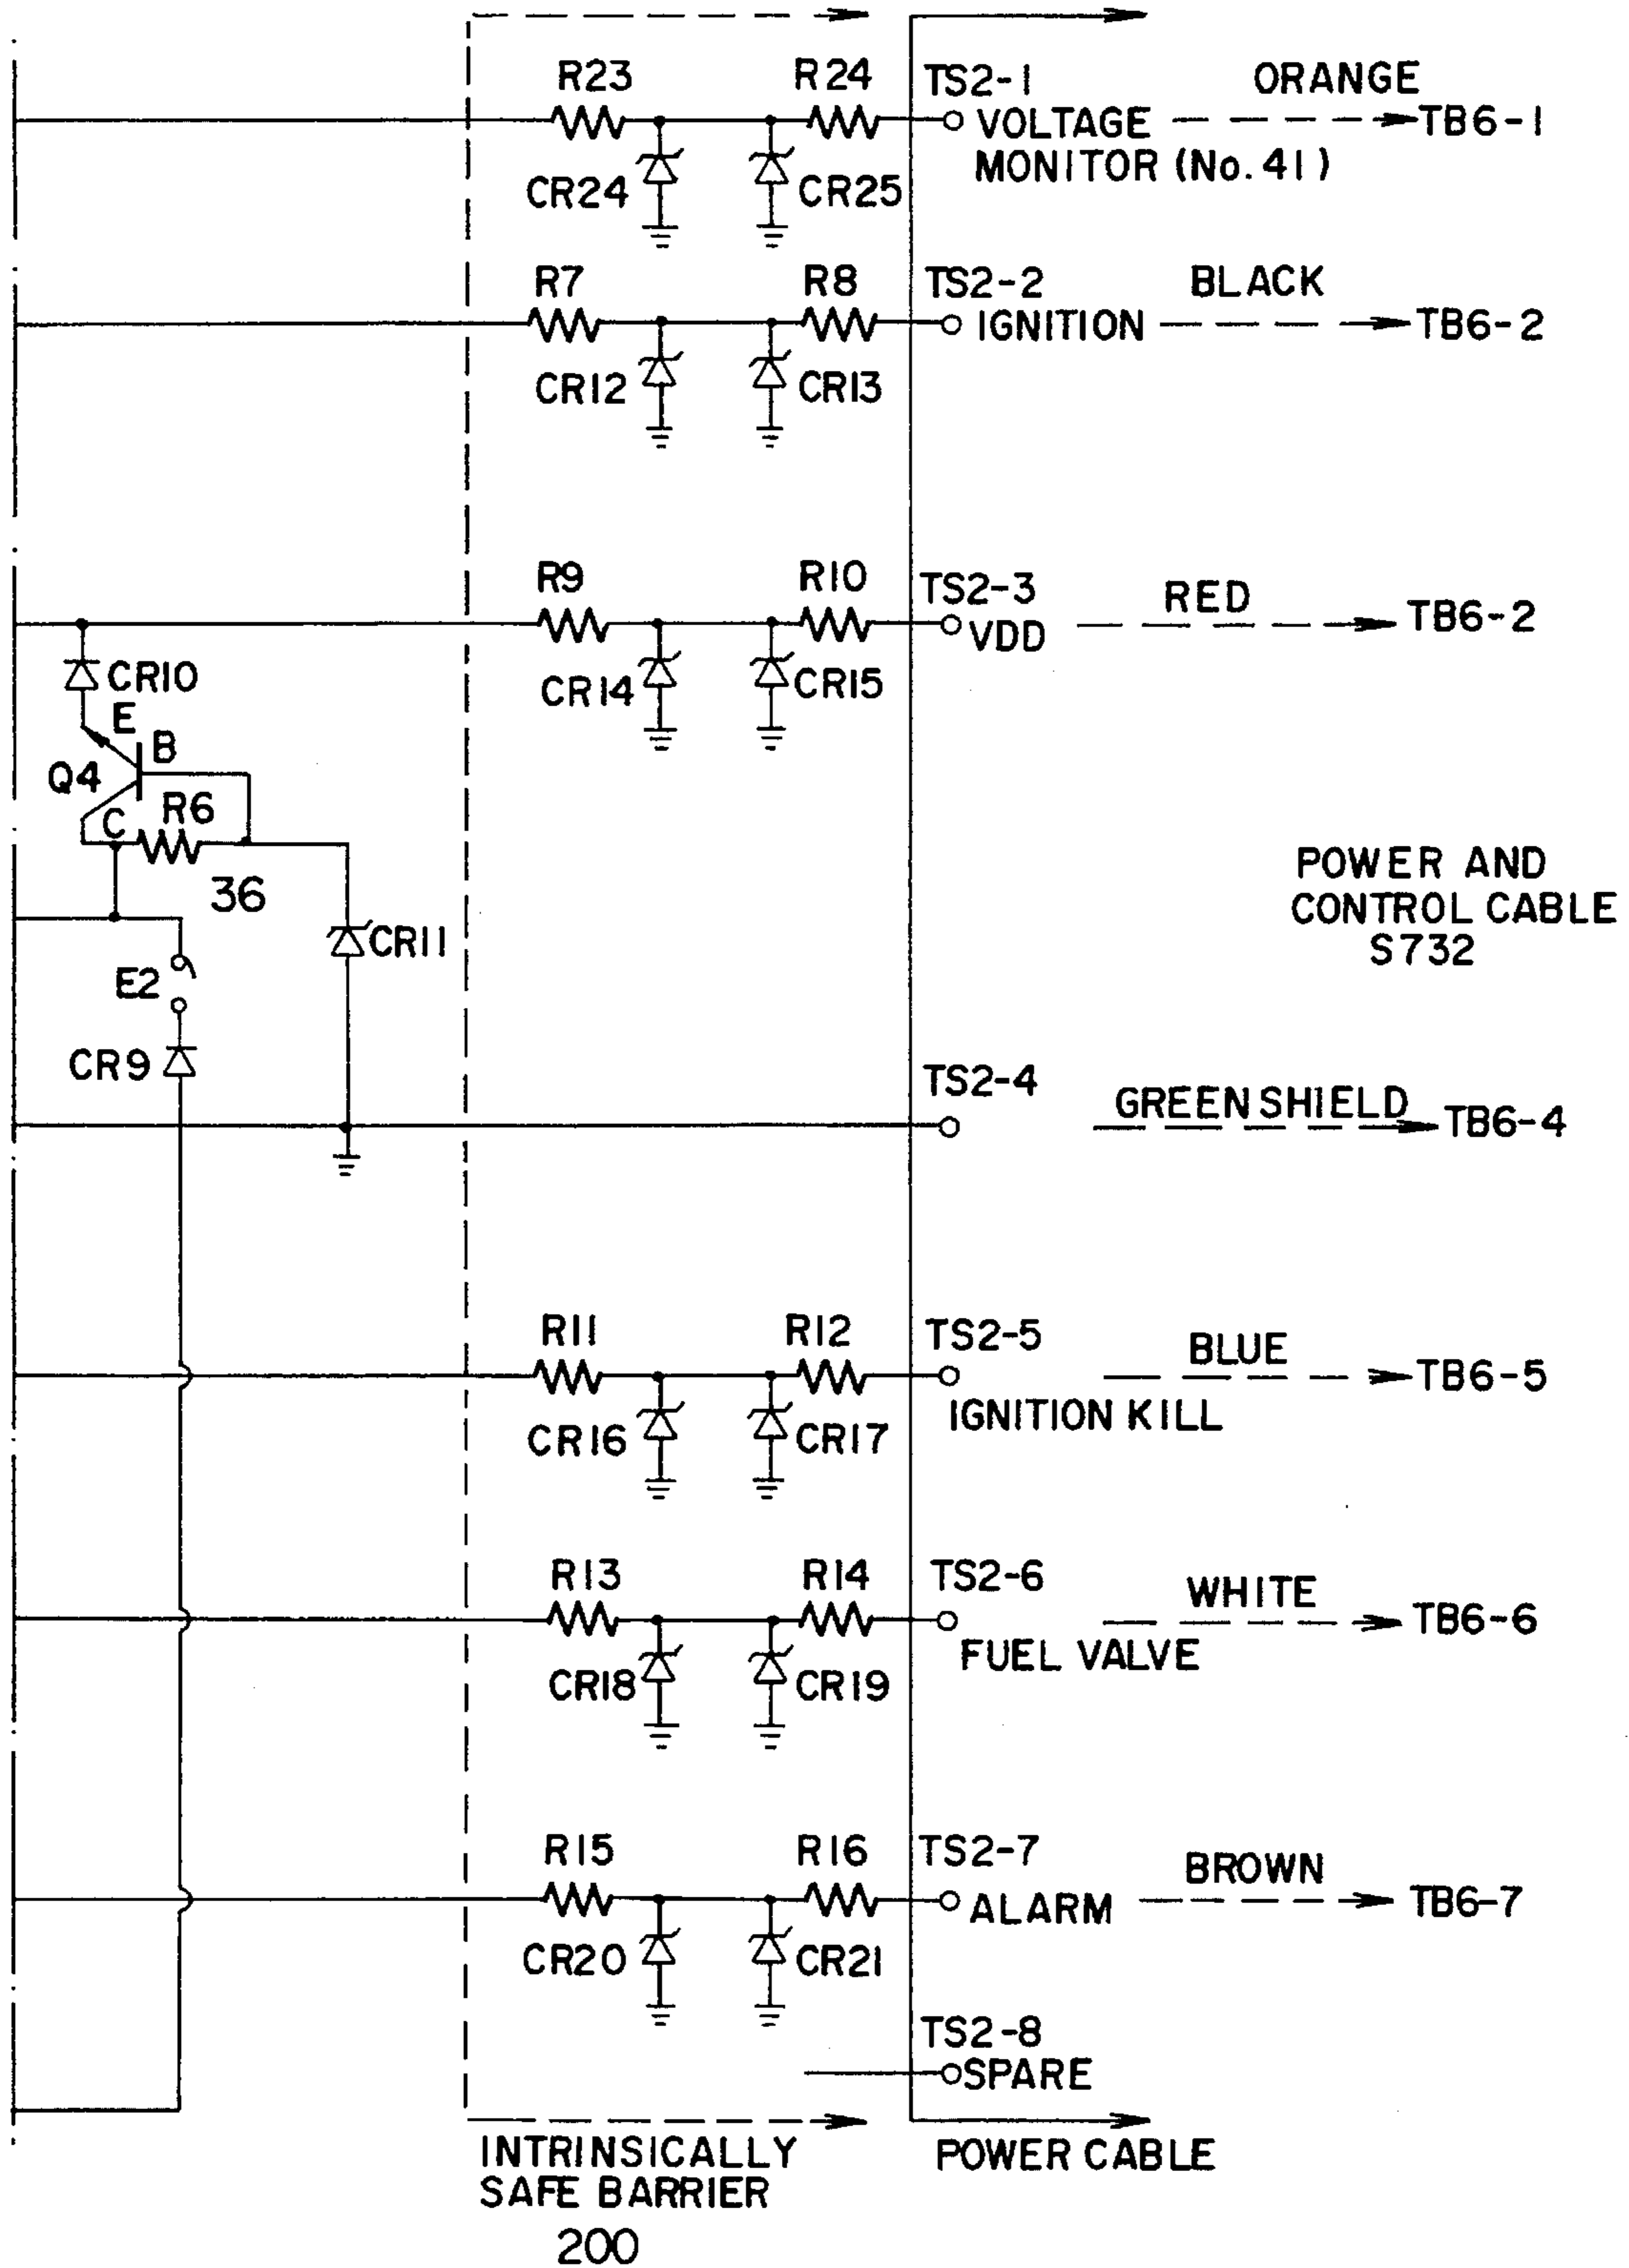 R23
R24
TS2-1
ORANGE
VOLTAGE
MONITOR (No. 41)
TB6-1
CR24
CR25
R7
R8
TS2-2
BLACK
IGNITION
TB6-2
CR12
CR13
R9
R10
TS2-3
RED
VDD
TB6-2
CR10
CR14
CR15
E
B
Q4
C
R6
36
CR11
POWER AND
CONTROL CABLE
S732
E2
CR9
TS2-4
GREEN SHIELD
TB6-4
R11
R12
TS2-5
BLUE
TB6-5
IGNITION KILL
CR16
CR17
R13
R14
TS2-6
WHITE
TB6-6
FUEL VALVE
CR18
CR19
R15
R16
TS2-7
BROWN
ALARM
TB6-7
CR20
CR21
TS2-8
SPARE
INTRINSICALLY
SAFE BARRIER
200
POWER CABLE